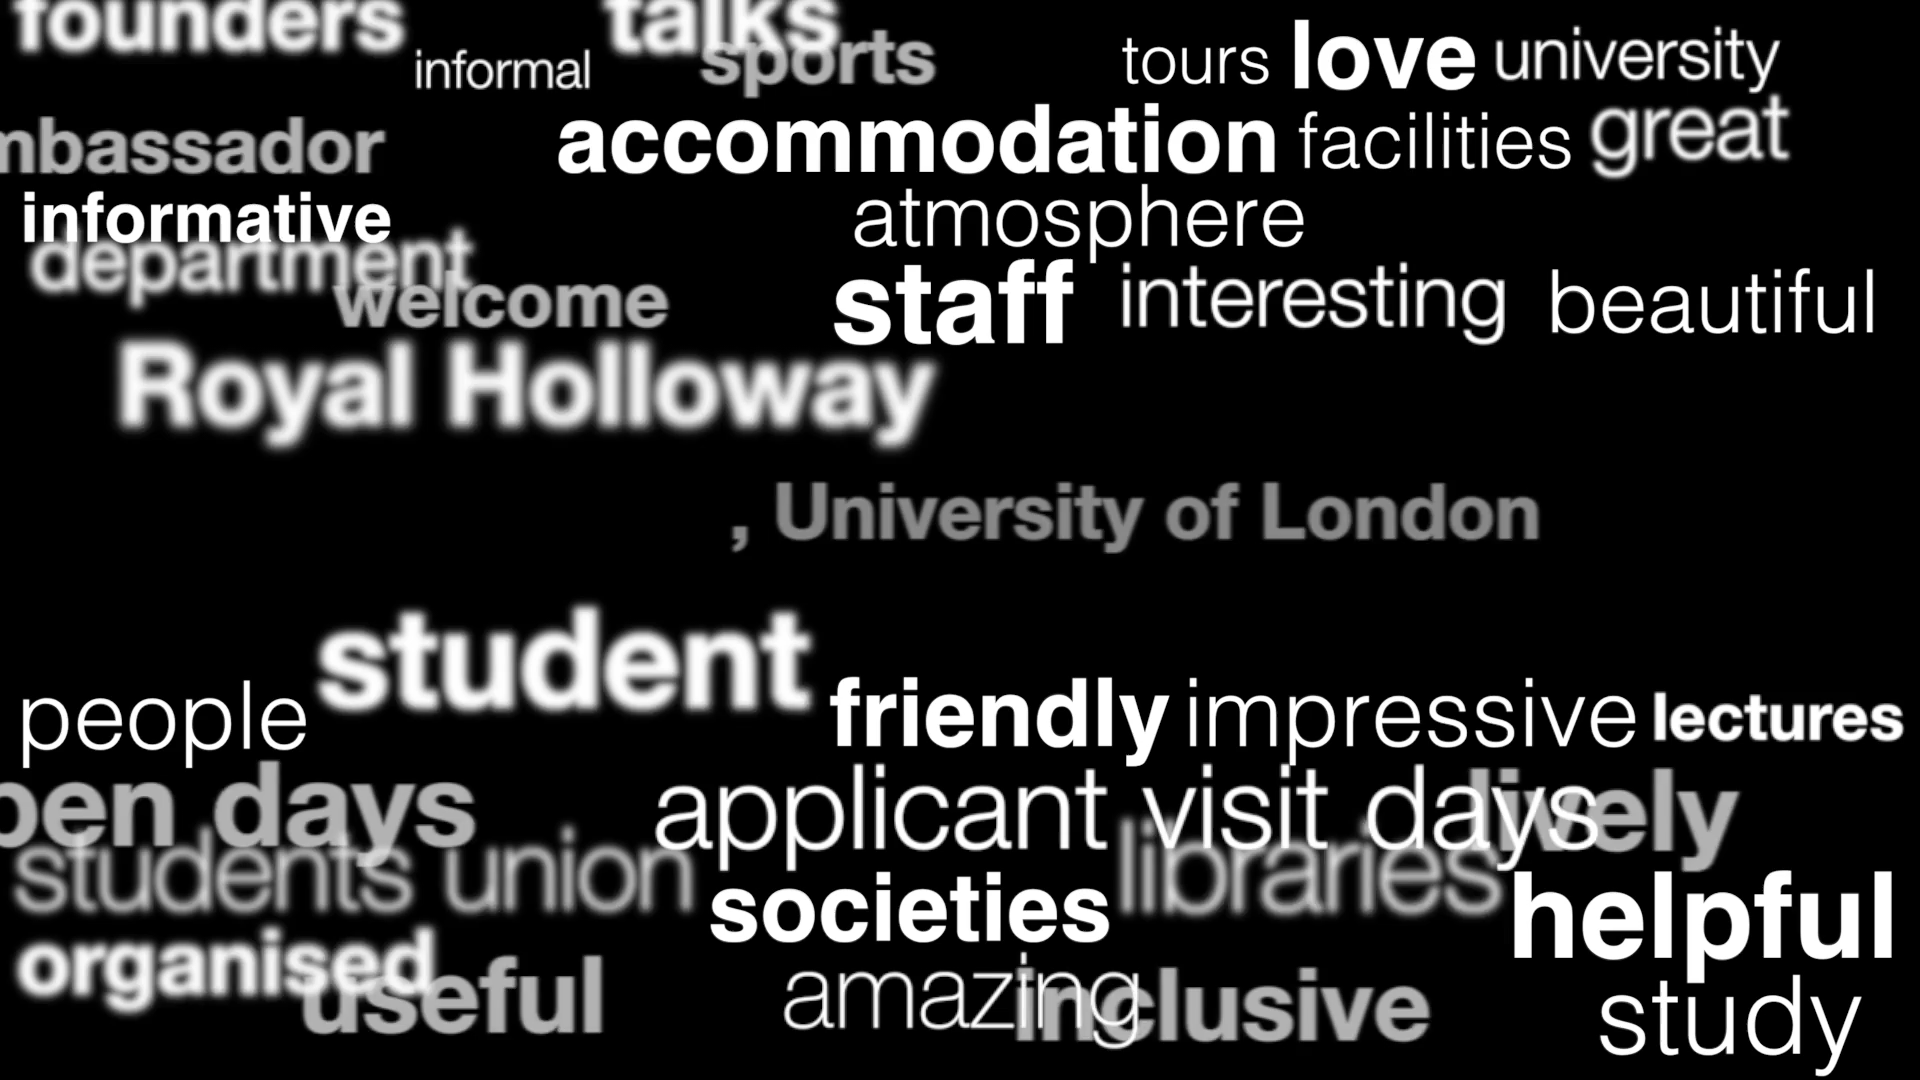 founders informal talks sports tours love university
mbassador accommodation facilities great
informative atmosphere
department welcome staff interesting beautiful
Royal Holloway
, University of London
student
people friendly impressive lectures
pen days applicant visit days lively
students union societies libraries helpful
organised useful amazing inclusive study